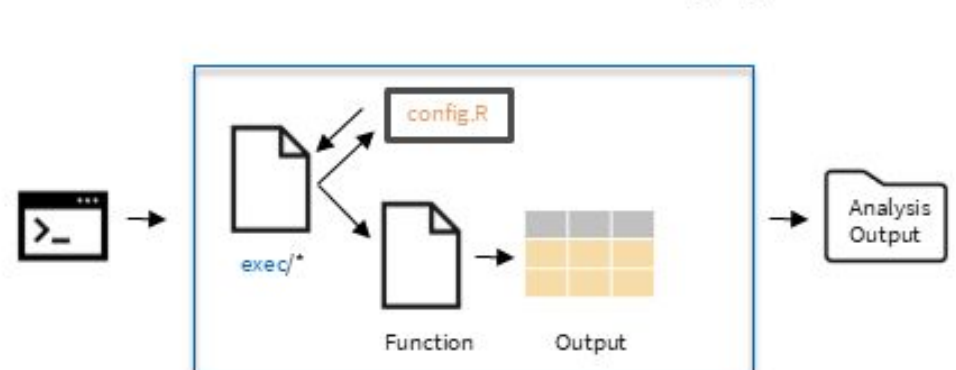 config.R
>_
exec/*
Analysis
Output
Function
Output